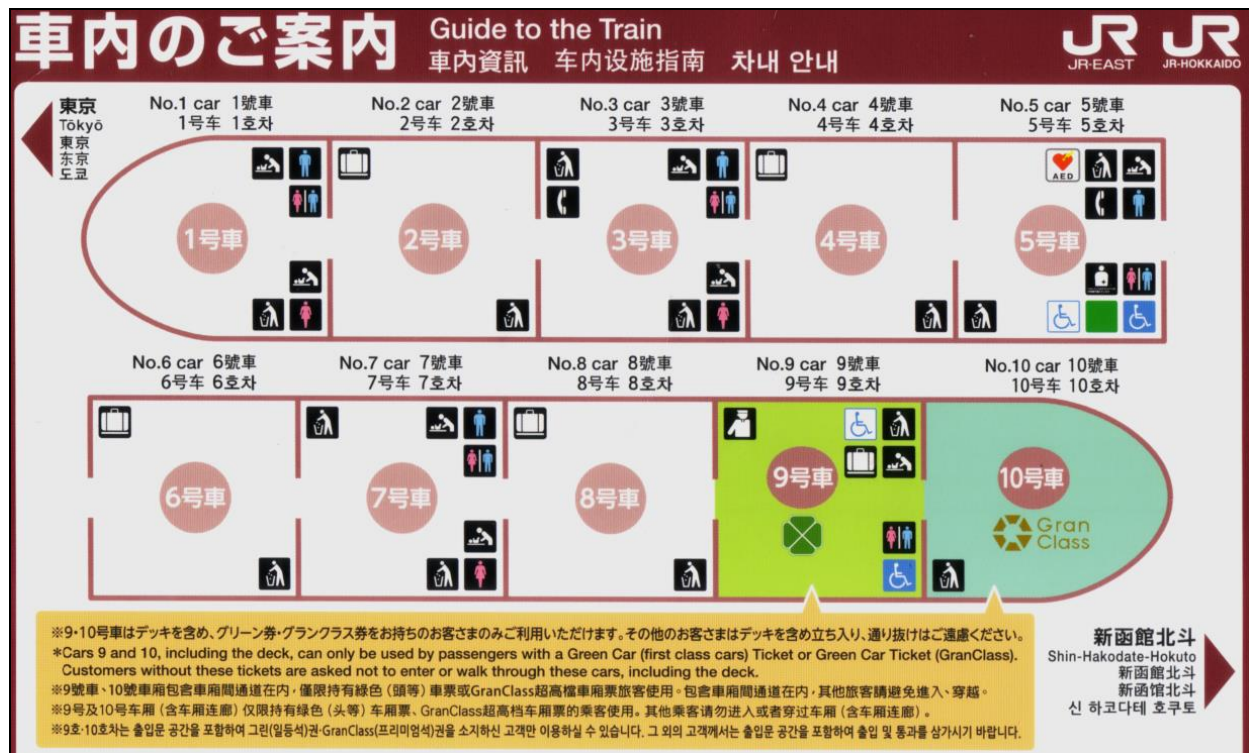 車内のご案内
Guide to the Train
車內資訊 车内设施指南 차내 안내
JR JR
JR-EAST JR-HOKKAIDO
東京
Tōkyō
東京
东京
도쿄
No.1 car 1號車
1号车 1호차
No.2 car 2號車
2号车 2호차
No.3 car 3號車
3号车 3호차
No.4 car 4號車
4号车 4호차
No.5 car 5號車
5号车 5호차
AED
1号車
2号車
3号車
4号車
5号車
No.6 car 6號車
6号车 6호차
No.7 car 7號車
7号车 7호차
No.8 car 8號車
8号车 8호차
No.9 car 9號車
9号车 9호차
No.10 car 10號車
10号车 10호차
6号車
7号車
8号車
9号車
10号車
Gran
Class
※9・10号車はデッキを含め、グリーン券・グランクラス券をお持ちのお客さまのみご利用いただけます。その他のお客さまはデッキを含め立ち入り、通り抜けはご遠慮ください。
*Cars 9 and 10, including the deck, can only be used by passengers with a Green Car (first class cars) Ticket or Green Car Ticket (GranClass).
Customers without these tickets are asked not to enter or walk through these cars, including the deck.
※9號車、10號車廂包含車廂間通道在內，僅限持有綠色（頭等）車票或GranClass超高檔車廂票旅客使用。包含車廂間通道在內，其他旅客請避免進入、穿越。
※9号及10号车厢（含车厢连廊）仅限持有绿色（头等）车厢票、GranClass超高档车厢票的乘客使用。其他乘客请勿进入或者穿过车厢（含车厢连廊）。
※9호·10호차는 출입문 공간을 포함하여 그린(일등석)권·GranClass(프리미엄석)권을 소지하신 고객만 이용하실 수 있습니다. 그 외의 고객께서는 출입문 공간을 포함하여 출입 및 통과를 삼가시기 바랍니다.
新函館北斗
Shin-Hakodate-Hokuto
新函館北斗
新函馆北斗
신 하코다테 호쿠토